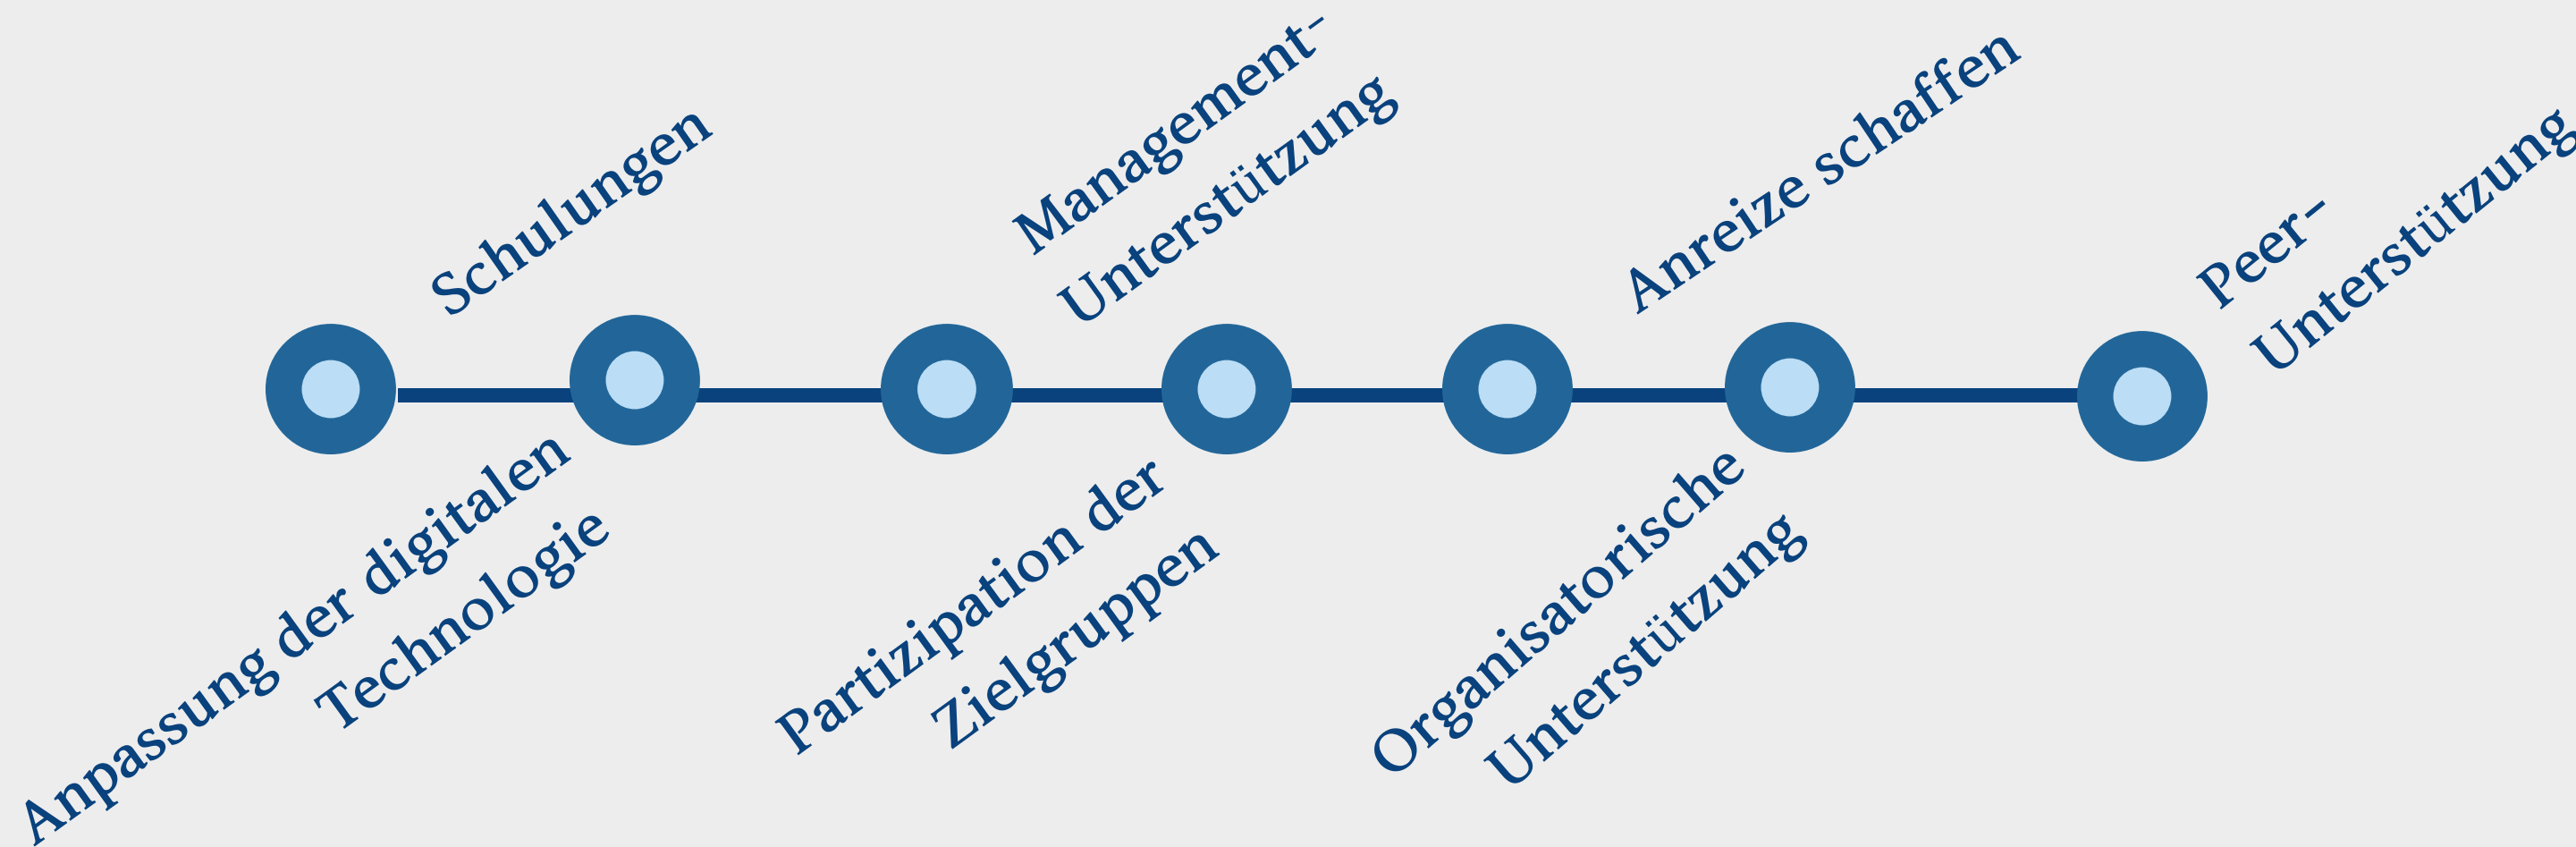 Anpassung der digitalen
Technologie
Schulungen
Partizipation der
Zielgruppen
Management-
Unterstützung
Organisatorische
Unterstützung
Anreize schaffen
Peer-
Unterstützung